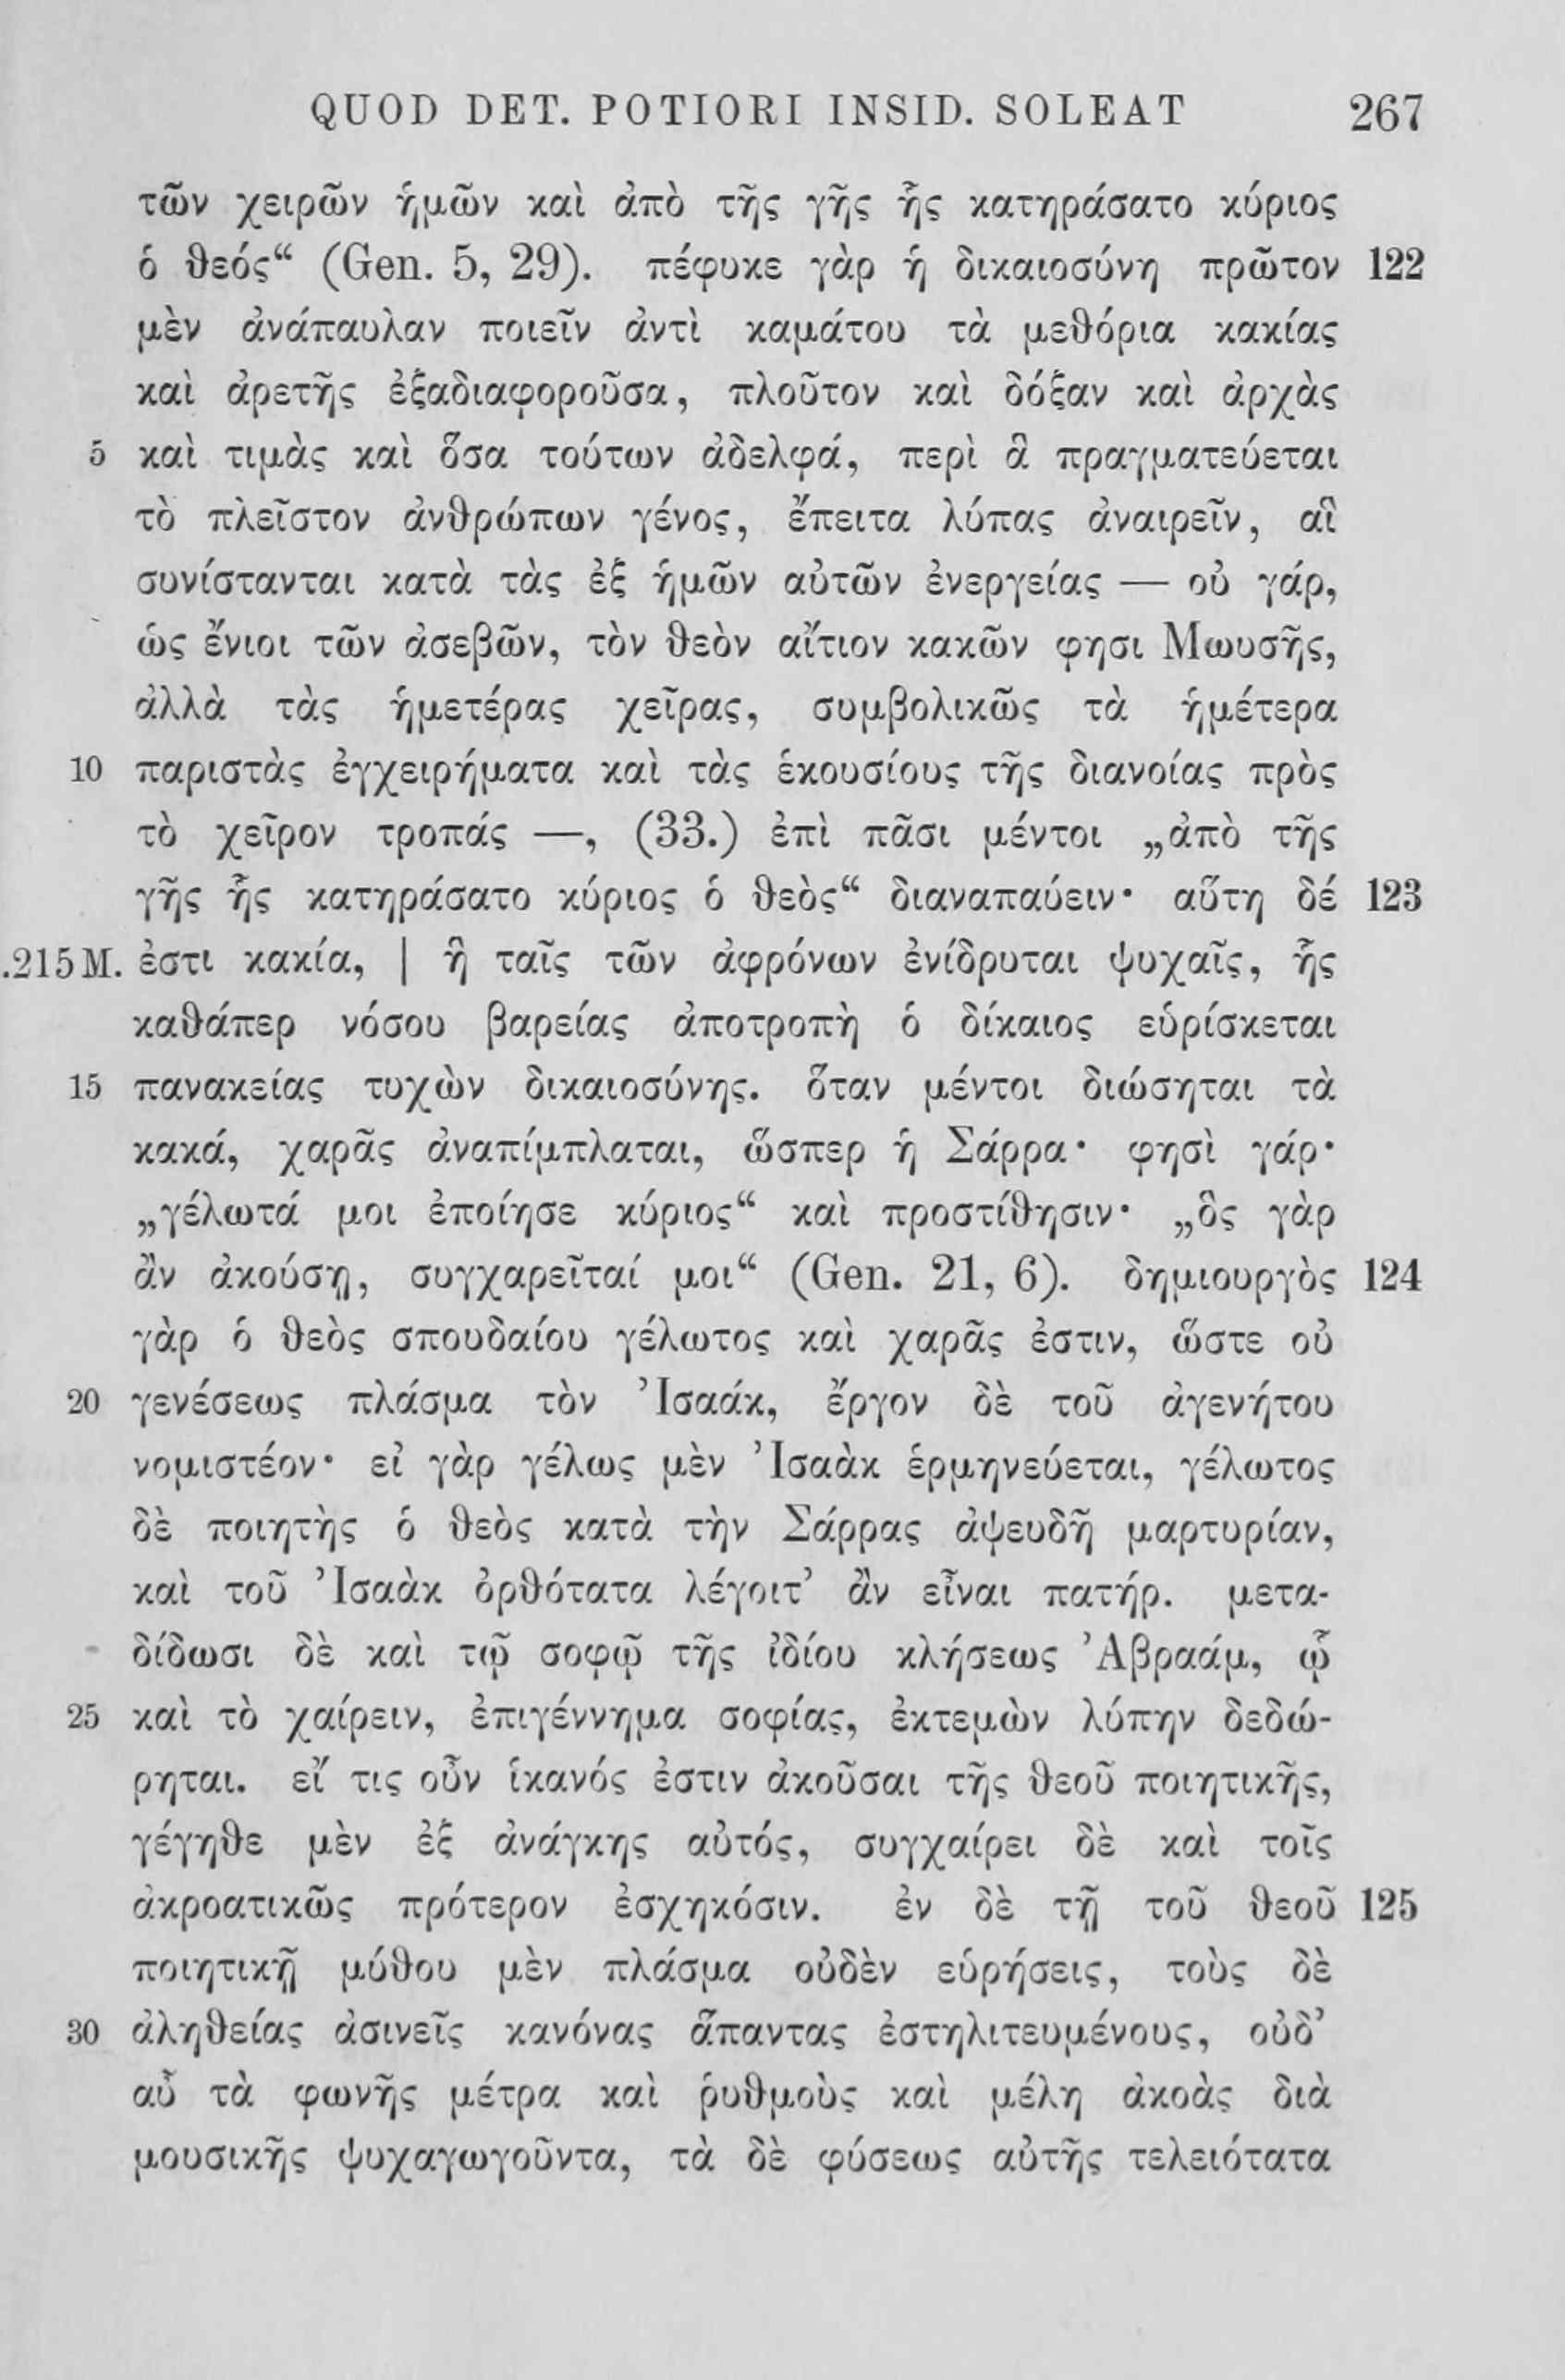 QUOD DET. POTIORI INSID. SOLEAT 267
τῶν χειρῶν ἡμῶν καὶ ἀπὸ τῆς γῆς ἧς κατηράσατο κύριος
ὁ θεός“ (Gen. 5, 29). πέφυκε γὰρ ἡ δικαιοσύνη πρῶτον 122
μὲν ἀνάπαυλαν ποιεῖν ἀντὶ καμάτου τὰ μεθόρια κακίας
καὶ ἀρετῆς ἐξαδιαφοροῦσα, πλοῦτον καὶ δόξαν καὶ ἀρχὰς
5 καὶ τιμὰς καὶ ὅσα τούτων ἀδελφά, περὶ ἃ πραγματεύεται
τὸ πλεῖστον ἀνθρώπων γένος, ἔπειτα λύπας ἀναιρεῖν, αἳ
συνίστανται κατὰ τὰς ἐξ ἡμῶν αὐτῶν ἐνεργείας — οὐ γάρ,
ὡς ἔνιοι τῶν ἀσεβῶν, τὸν θεὸν αἴτιον κακῶν φησι Μωυσῆς,
ἀλλὰ τὰς ἡμετέρας χεῖρας, συμβολικῶς τὰ ἡμέτερα
10 παριστὰς ἐγχειρήματα καὶ τὰς ἑκουσίους τῆς διανοίας πρὸς
τὸ χεῖρον τροπάς —, (33.) ἐπὶ πᾶσι μέντοι „ἀπὸ τῆς
γῆς ἧς κατηράσατο κύριος ὁ θεὸς“ διαναπαύειν· αὕτη δέ 123
.215 M. ἐστι κακία, | ἣ ταῖς τῶν ἀφρόνων ἐνίδρυται ψυχαῖς, ἧς
καθάπερ νόσου βαρείας ἀποτροπὴ ὁ δίκαιος εὑρίσκεται
15 πανακείας τυχὼν δικαιοσύνης. ὅταν μέντοι διώσηται τὰ
κακά, χαρᾶς ἀναπίμπλαται, ὥσπερ ἡ Σάρρα· φησὶ γάρ·
„γέλωτά μοι ἐποίησε κύριος“ καὶ προστίθησιν· „ὃς γὰρ
ἂν ἀκούσῃ, συγχαρεῖταί μοι“ (Gen. 21, 6). δημιουργὸς 124
γὰρ ὁ θεὸς σπουδαίου γέλωτος καὶ χαρᾶς ἐστιν, ὥστε οὐ
20 γενέσεως πλάσμα τὸν Ἰσαάκ, ἔργον δὲ τοῦ ἀγενήτου
νομιστέον· εἰ γὰρ γέλως μὲν Ἰσαὰκ ἑρμηνεύεται, γέλωτος
δὲ ποιητὴς ὁ θεὸς κατὰ τὴν Σάρρας ἀψευδῆ μαρτυρίαν,
καὶ τοῦ Ἰσαὰκ ὀρθότατα λέγοιτ’ ἂν εἶναι πατήρ. μετα-
δίδωσι δὲ καὶ τῷ σοφῷ τῆς ἰδίου κλήσεως Ἀβραάμ, ᾧ
25 καὶ τὸ χαίρειν, ἐπιγέννημα σοφίας, ἐκτεμὼν λύπην δεδώ-
ρηται. εἴ τις οὖν ἱκανός ἐστιν ἀκοῦσαι τῆς θεοῦ ποιητικῆς,
γέγηθε μὲν ἐξ ἀνάγκης αὐτός, συγχαίρει δὲ καὶ τοῖς
ἀκροατικῶς πρότερον ἐσχηκόσιν. ἐν δὲ τῇ τοῦ θεοῦ 125
ποιητικῇ μύθου μὲν πλάσμα οὐδὲν εὑρήσεις, τοὺς δὲ
30 ἀληθείας ἀσινεῖς κανόνας ἅπαντας ἐστηλιτευμένους, οὐδ’
αὖ τὰ φωνῆς μέτρα καὶ ῥυθμοὺς καὶ μέλη ἀκοὰς διὰ
μουσικῆς ψυχαγωγοῦντα, τὰ δὲ φύσεως αὐτῆς τελειότατα